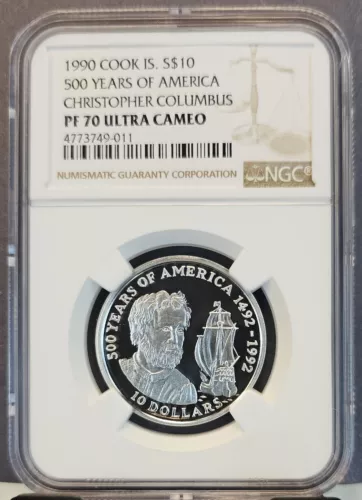 1990 COOK IS. S$10
500 YEARS OF AMERICA
CHRISTOPHER COLUMBUS
PF 70 ULTRA CAMEO
4773749-011
NUMISMATIC GUARANTY CORPORATION
NGC®
500 YEARS OF AMERICA 1492-1992
10 DOLLARS